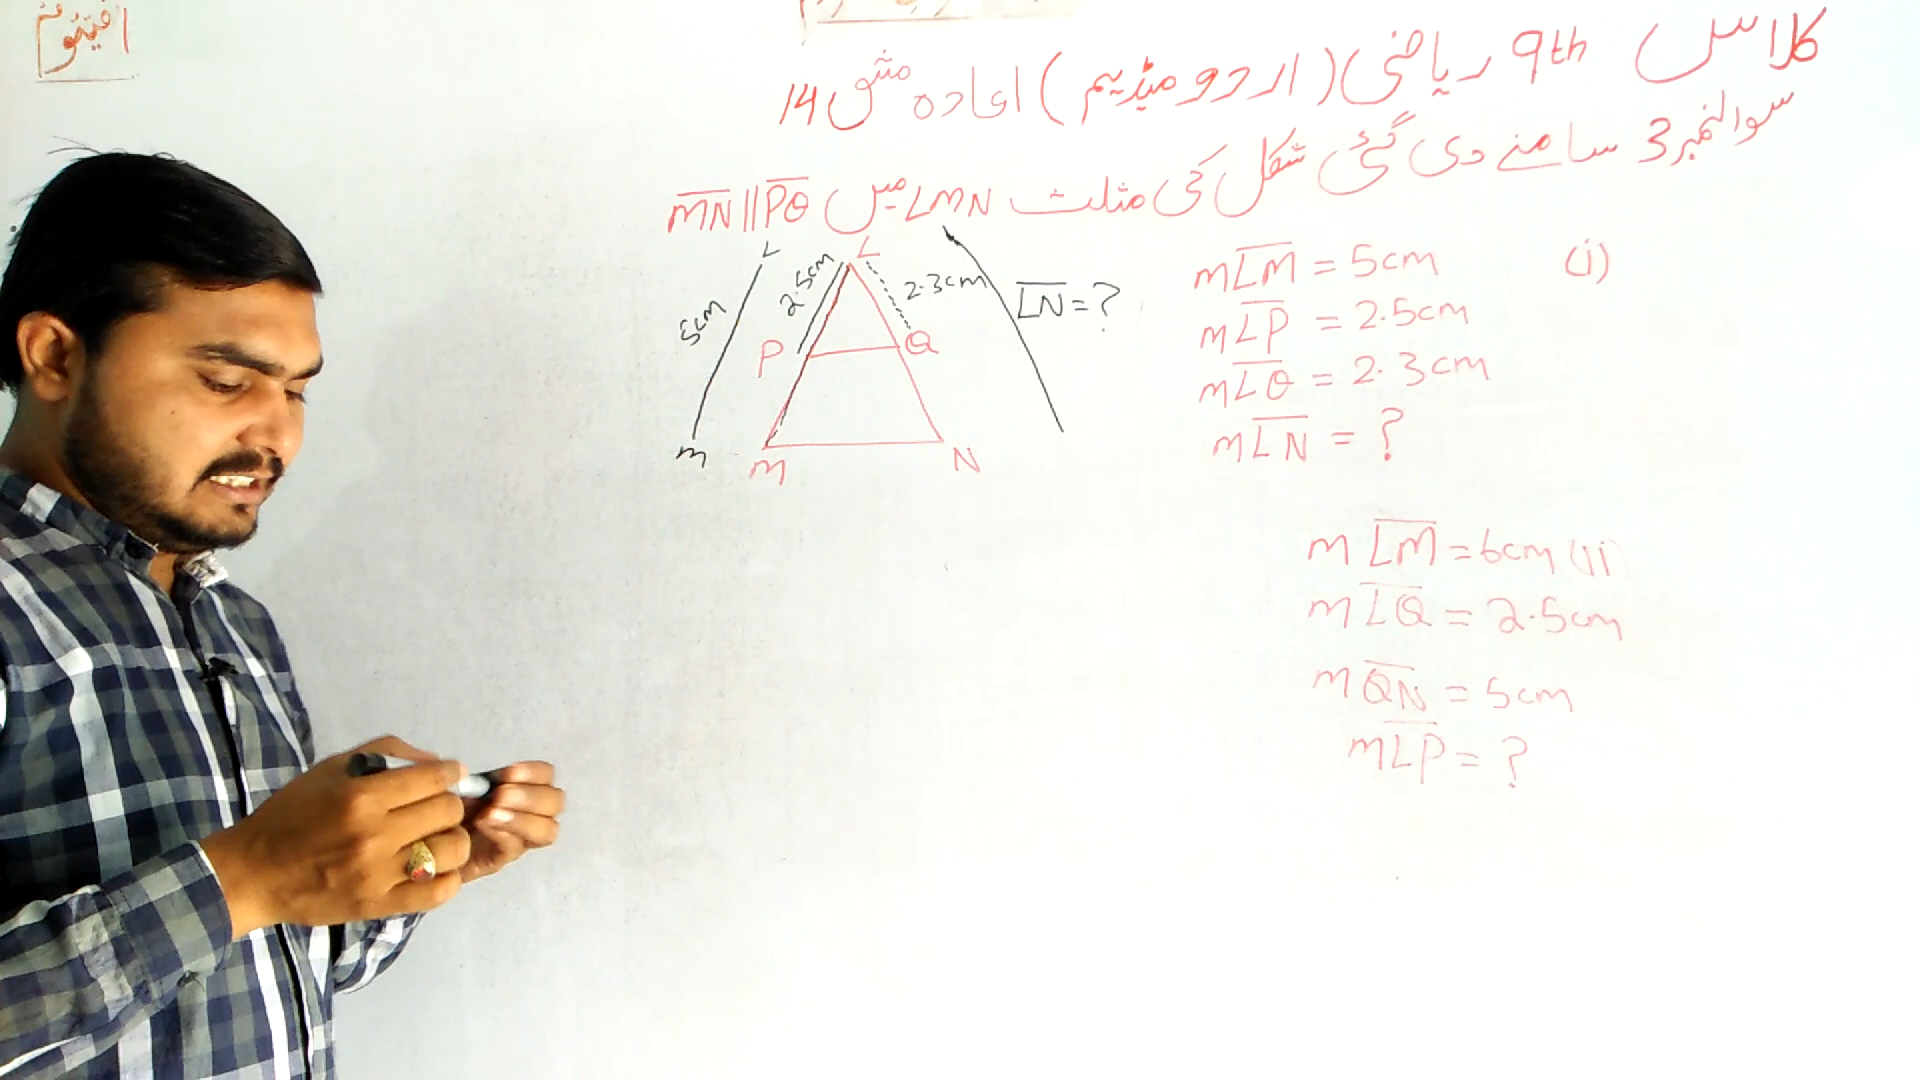 کلاس 9th ریاضی (اردو میڈیم) اعادہ مشق 14
سوال نمبر 3 سامنے دی گئی شکل کی مثلث LMN میں MN || PQ
L
5cm
M
L
2.5cm
2.3cm
P
Q
M
N
LN = ?
(i)
mLM = 5cm
mLP = 2.5cm
mLQ = 2.3cm
mLN = ?
mLM = 6cm (ii
mLQ = 2.5cm
mQN = 5cm
mLP = ?